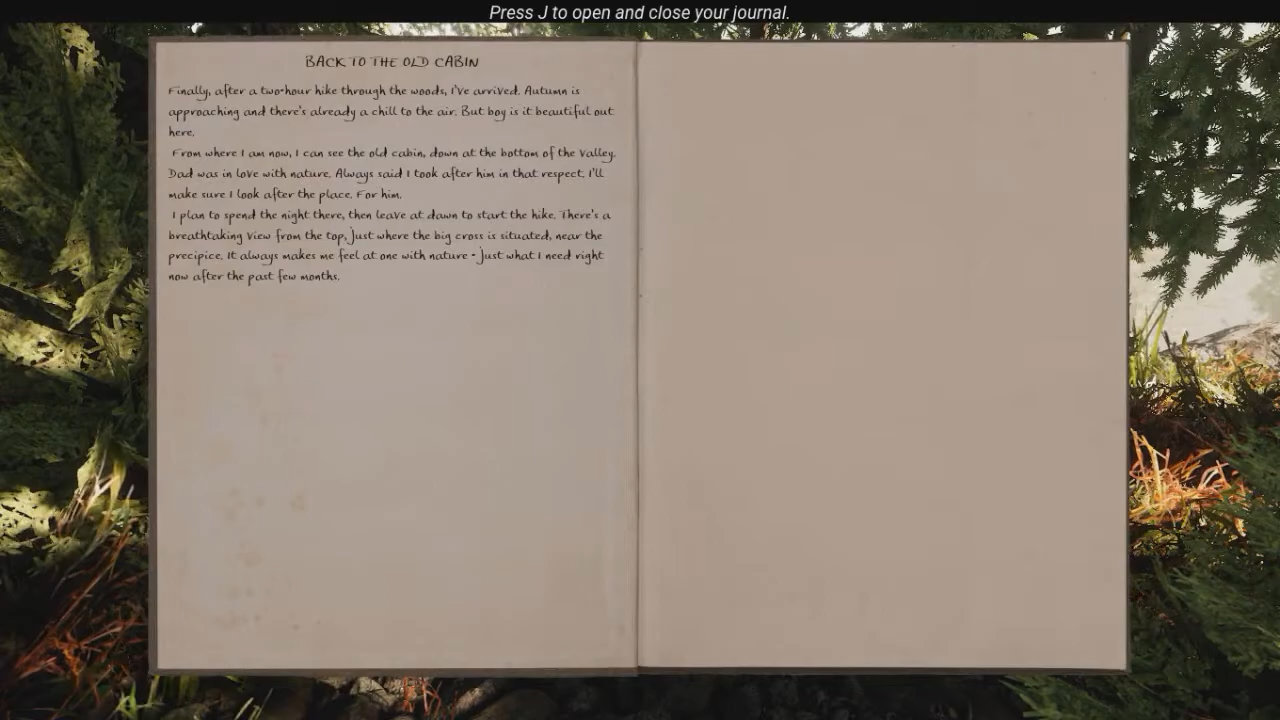 Press J to open and close your journal.
BACK TO THE OLD CABIN
Finally, after a two-hour hike through the woods, I've arrived. Autumn is
approaching and there's already a chill to the air. But boy is it beautiful out
here.
From where I am now, I can see the old cabin, down at the bottom of the valley.
Dad was in love with nature. Always said I took after him in that respect. I'll
make sure I look after the place. For him.
I plan to spend the night there, then leave at dawn to start the hike. There's a
breathtaking view from the top, just where the big cross is situated, near the
precipice. It always makes me feel at one with nature - just what I need right
now after the past few months.